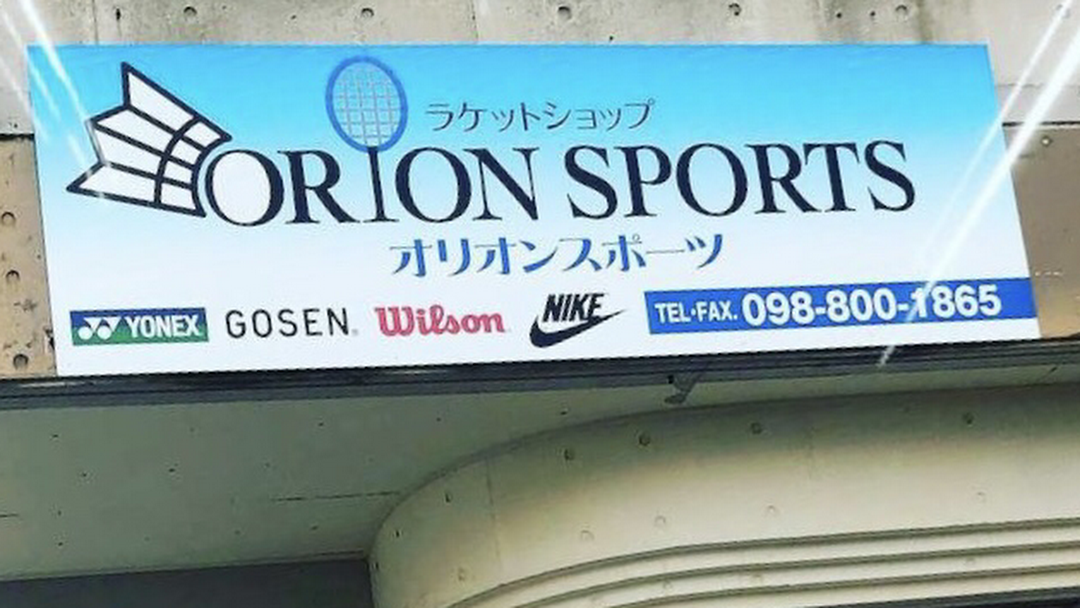 ラケットショップ
ORION SPORTS
オリオンスポーツ
YONEX GOSEN Wilson NIKE TEL・FAX. 098-800-1865